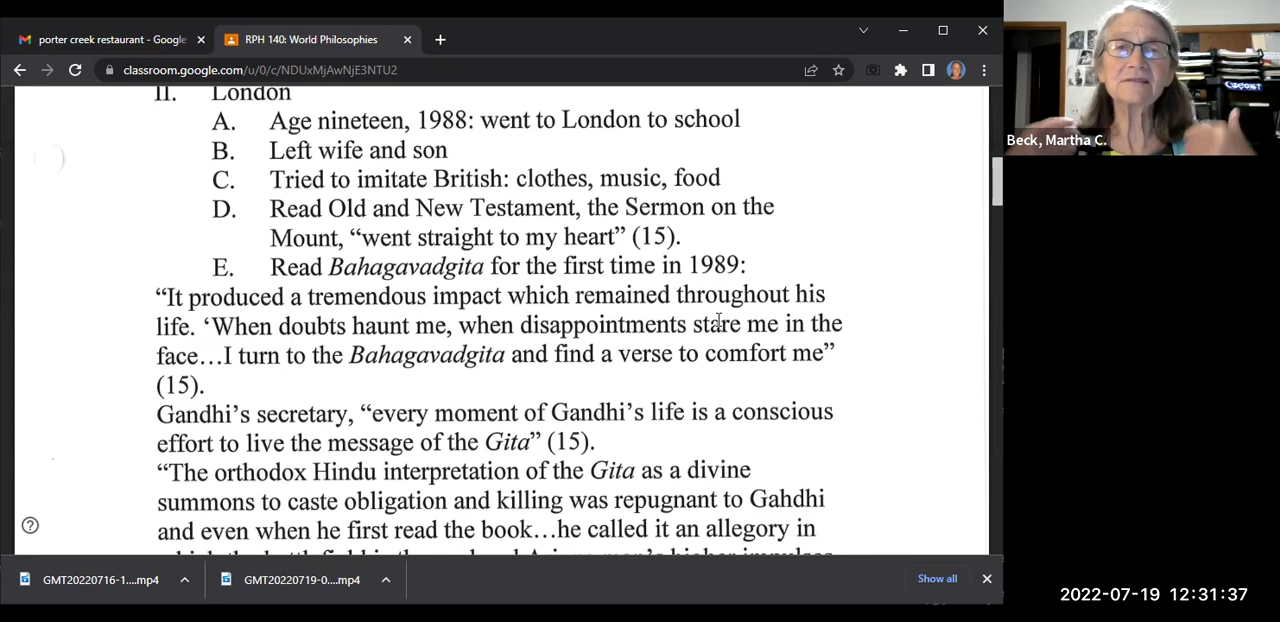 porter creek restaurant - Google
RPH 140: World Philosophies
classroom.google.com/u/0/c/NDUxMjAwNjE3NTU2
II. London
A. Age nineteen, 1988: went to London to school
B. Left wife and son
C. Tried to imitate British: clothes, music, food
D. Read Old and New Testament, the Sermon on the
Mount, “went straight to my heart” (15).
E. Read Bahagavadgita for the first time in 1989:
“It produced a tremendous impact which remained throughout his
life. ‘When doubts haunt me, when disappointments stare me in the
face…I turn to the Bahagavadgita and find a verse to comfort me”
(15).
Gandhi’s secretary, “every moment of Gandhi’s life is a conscious
effort to live the message of the Gita” (15).
“The orthodox Hindu interpretation of the Gita as a divine
summons to caste obligation and killing was repugnant to Gahdhi
and even when he first read the book…he called it an allegory in
GMT20220716-1....mp4
GMT20220719-0....mp4
Show all
Beck, Martha C.
2022-07-19 12:31:37